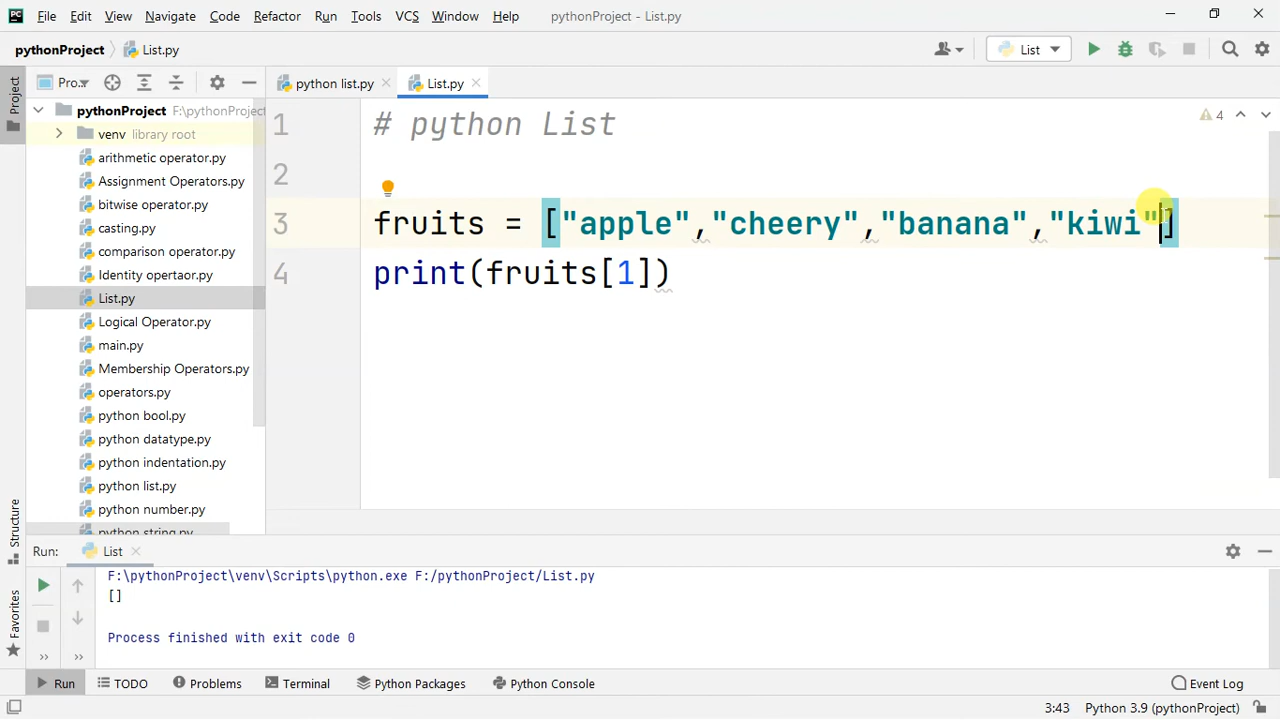 PC File Edit View Navigate Code Refactor Run Tools VCS Window Help pythonProject - List.py
pythonProject List.py List
Project Pro... python list.py List.py
pythonProject F:\pythonProject
venv library root
arithmetic operator.py
Assignment Operators.py
bitwise operator.py
casting.py
comparison operator.py
Identity opertaor.py
List.py
Logical Operator.py
main.py
Membership Operators.py
operators.py
python bool.py
python datatype.py
python indentation.py
python list.py
python number.py
python string.py
1 # python List
4
2
3 fruits = ["apple","cheery","banana","kiwi"]
4 print(fruits[1])
Structure
Favorites
Run: List
F:\pythonProject\venv\Scripts\python.exe F:/pythonProject/List.py
[]
Process finished with exit code 0
Run TODO Problems Terminal Python Packages Python Console Event Log
3:43 Python 3.9 (pythonProject)